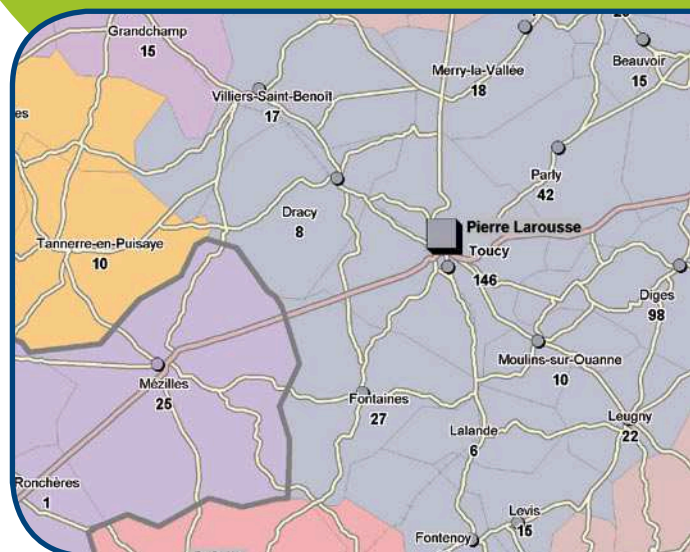 Grandchamp
15
Beauvoir
15
Merry-la-Vallée
18
Villiers-Saint-Benoît
17
es
Parly
42
Dracy
8
Pierre Larousse
Toucy
146
Tannerre-en-Puisaye
10
Diges
98
Moulins-sur-Ouanne
10
Mézilles
25
Fontaines
27
Leugny
22
Lalande
6
Ronchères
1
Levis
15
Fontenoy